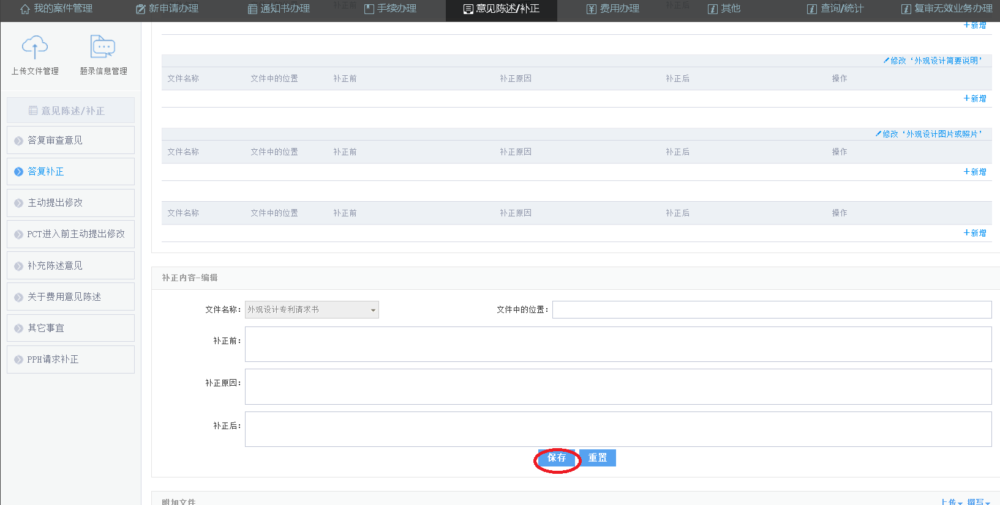 我的案件管理
新申请办理
通知书办理
手续办理
意见陈述/补正
费用办理
其他
查询/统计
复审无效业务办理
上传文件管理
题录信息管理
意见陈述/补正
答复审查意见
答复补正
主动提出修改
PCT进入前主动提出修改
补充陈述意见
关于费用意见陈述
其它事宜
PPH请求补正
+新增
修改‘外观设计简要说明’
文件名称 文件中的位置 补正前 补正原因 补正后 操作
+新增
修改‘外观设计图片或照片’
文件名称 文件中的位置 补正前 补正原因 补正后 操作
+新增
文件名称 文件中的位置 补正前 补正原因 补正后 操作
+新增
补正内容-编辑
文件名称: 外观设计专利请求书 文件中的位置:
补正前:
补正原因:
补正后:
保存 重置
附加文件 上传 撰写